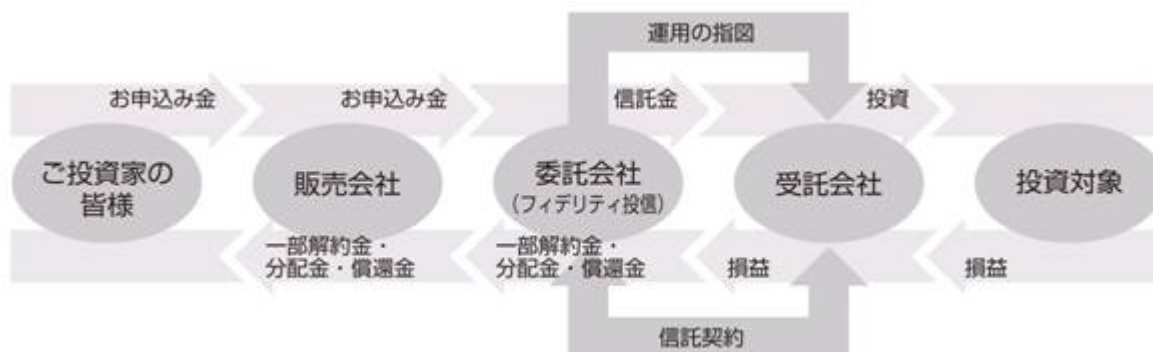 運用の指図
お申込み金
お申込み金
信託金
投資
ご投資家の
皆様
販売会社
委託会社
(フィデリティ投信)
受託会社
投資対象
一部解約金・
分配金・償還金
一部解約金・
分配金・償還金
損益
損益
信託契約